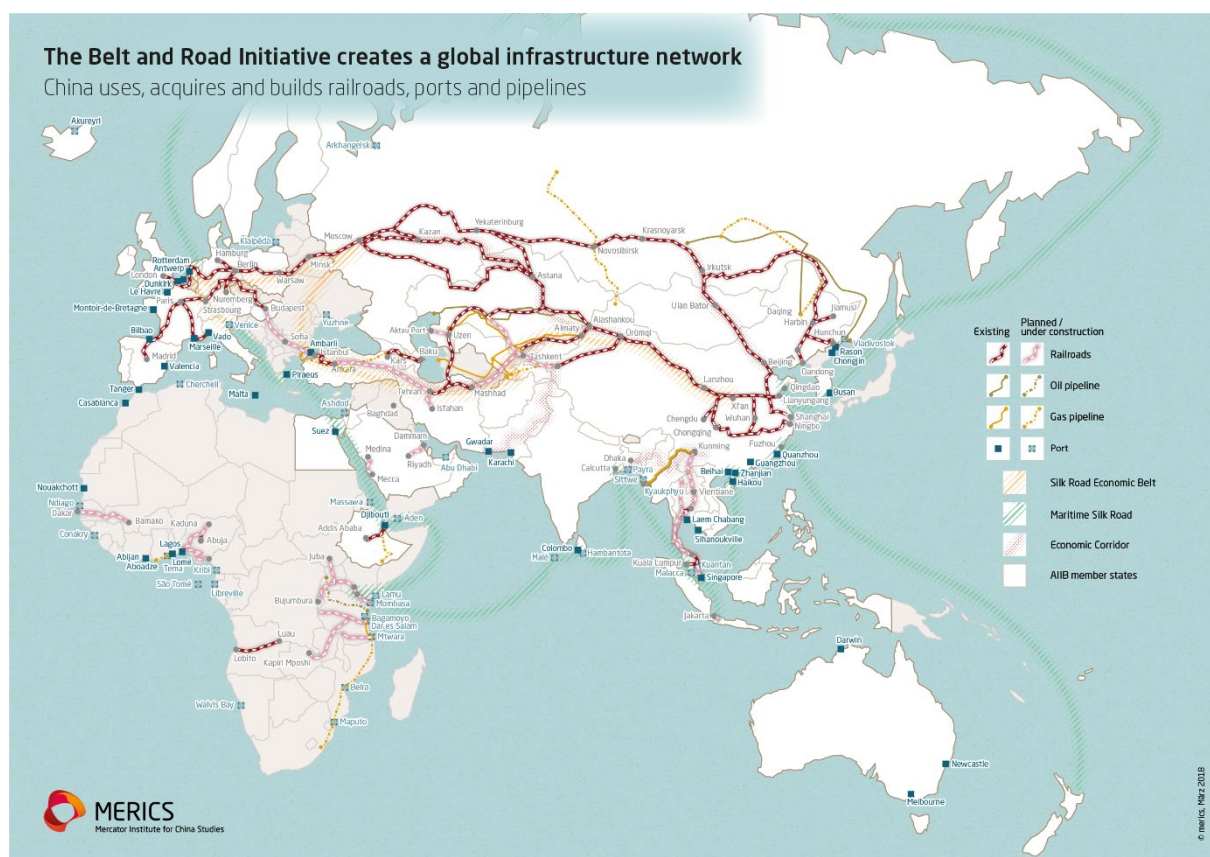 The Belt and Road Initiative creates a global infrastructure network
China uses, acquires and builds railroads, ports and pipelines
Akureyri
Arkhangelsk
Klaipėda
Moscow
Kazan
Yekaterinburg
Novosibirsk
Krasnoyarsk
Irkutsk
Hamburg
Rotterdam
Antwerp
Berlin
Minsk
London
Dunkirk
Warsaw
Le Havre
Paris
Nuremberg
Strasbourg
Budapest
Montoir-de-Bretagne
Astana
Ulan Bator
Daqing
Jiamusi
Harbin
Hunchun
Vladivostok
Rason
Chongjin
Venice
Yuzhne
Bilbao
Vado
Marseille
Madrid
Valencia
Sofia
Ambarli
Istanbul
Ankara
Kars
Baku
Aktau Port
Uzen
Almaty
Alashankou
Ürümqi
Tashkent
Beijing
Dandong
Tanger
Casablanca
Cherchell
Malta
Piraeus
Tehran
Mashhad
Isfahan
Lanzhou
Qingdao
Lianyungang
Busan
Ashdod
Baghdad
Suez
Xi'an
Wuhan
Chengdu
Chongqing
Shanghai
Ningbo
Medina
Dammam
Riyadh
Mecca
Abu Dhabi
Gwadar
Karachi
Dhaka
Calcutta
Payra
Sittwe
Kyaukphyu
Kunming
Fuzhou
Quanzhou
Guangzhou
Beihai
Zhanjian
Haikou
Vientiane
Nouakchott
Ndiago
Dakar
Bamako
Kaduna
Abuja
Conakry
Massawa
Djibouti
Aden
Addis Ababa
Laem Chabang
Sihanoukville
Abijan
Aboadze
Lagos
Lomé
Tema
Kribi
São Tomé
Libreville
Juba
Colombo
Hambantota
Malé
Kuala Lumpur
Kuantan
Malacca
Singapore
Jakarta
Bujumbura
Lamu
Mombasa
Bagamoyo
Dar es Salam
Mtwara
Luau
Lobito
Kapiri Mposhi
Walvis Bay
Beira
Maputo
Darwin
Newcastle
Melbourne
Existing
Planned /
under construction
Railroads
Oil pipeline
Gas pipeline
Port
Silk Road Economic Belt
Maritime Silk Road
Economic Corridor
AIIB member states
MERICS
Mercator Institute for China Studies
© merics, März 2018